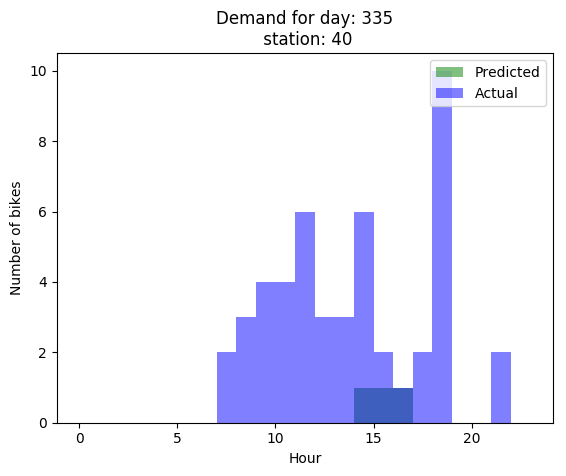 Demand for day: 335
station: 40
Predicted
Actual
Number of bikes
10
8
6
4
2
0
0 5 10 15 20
Hour